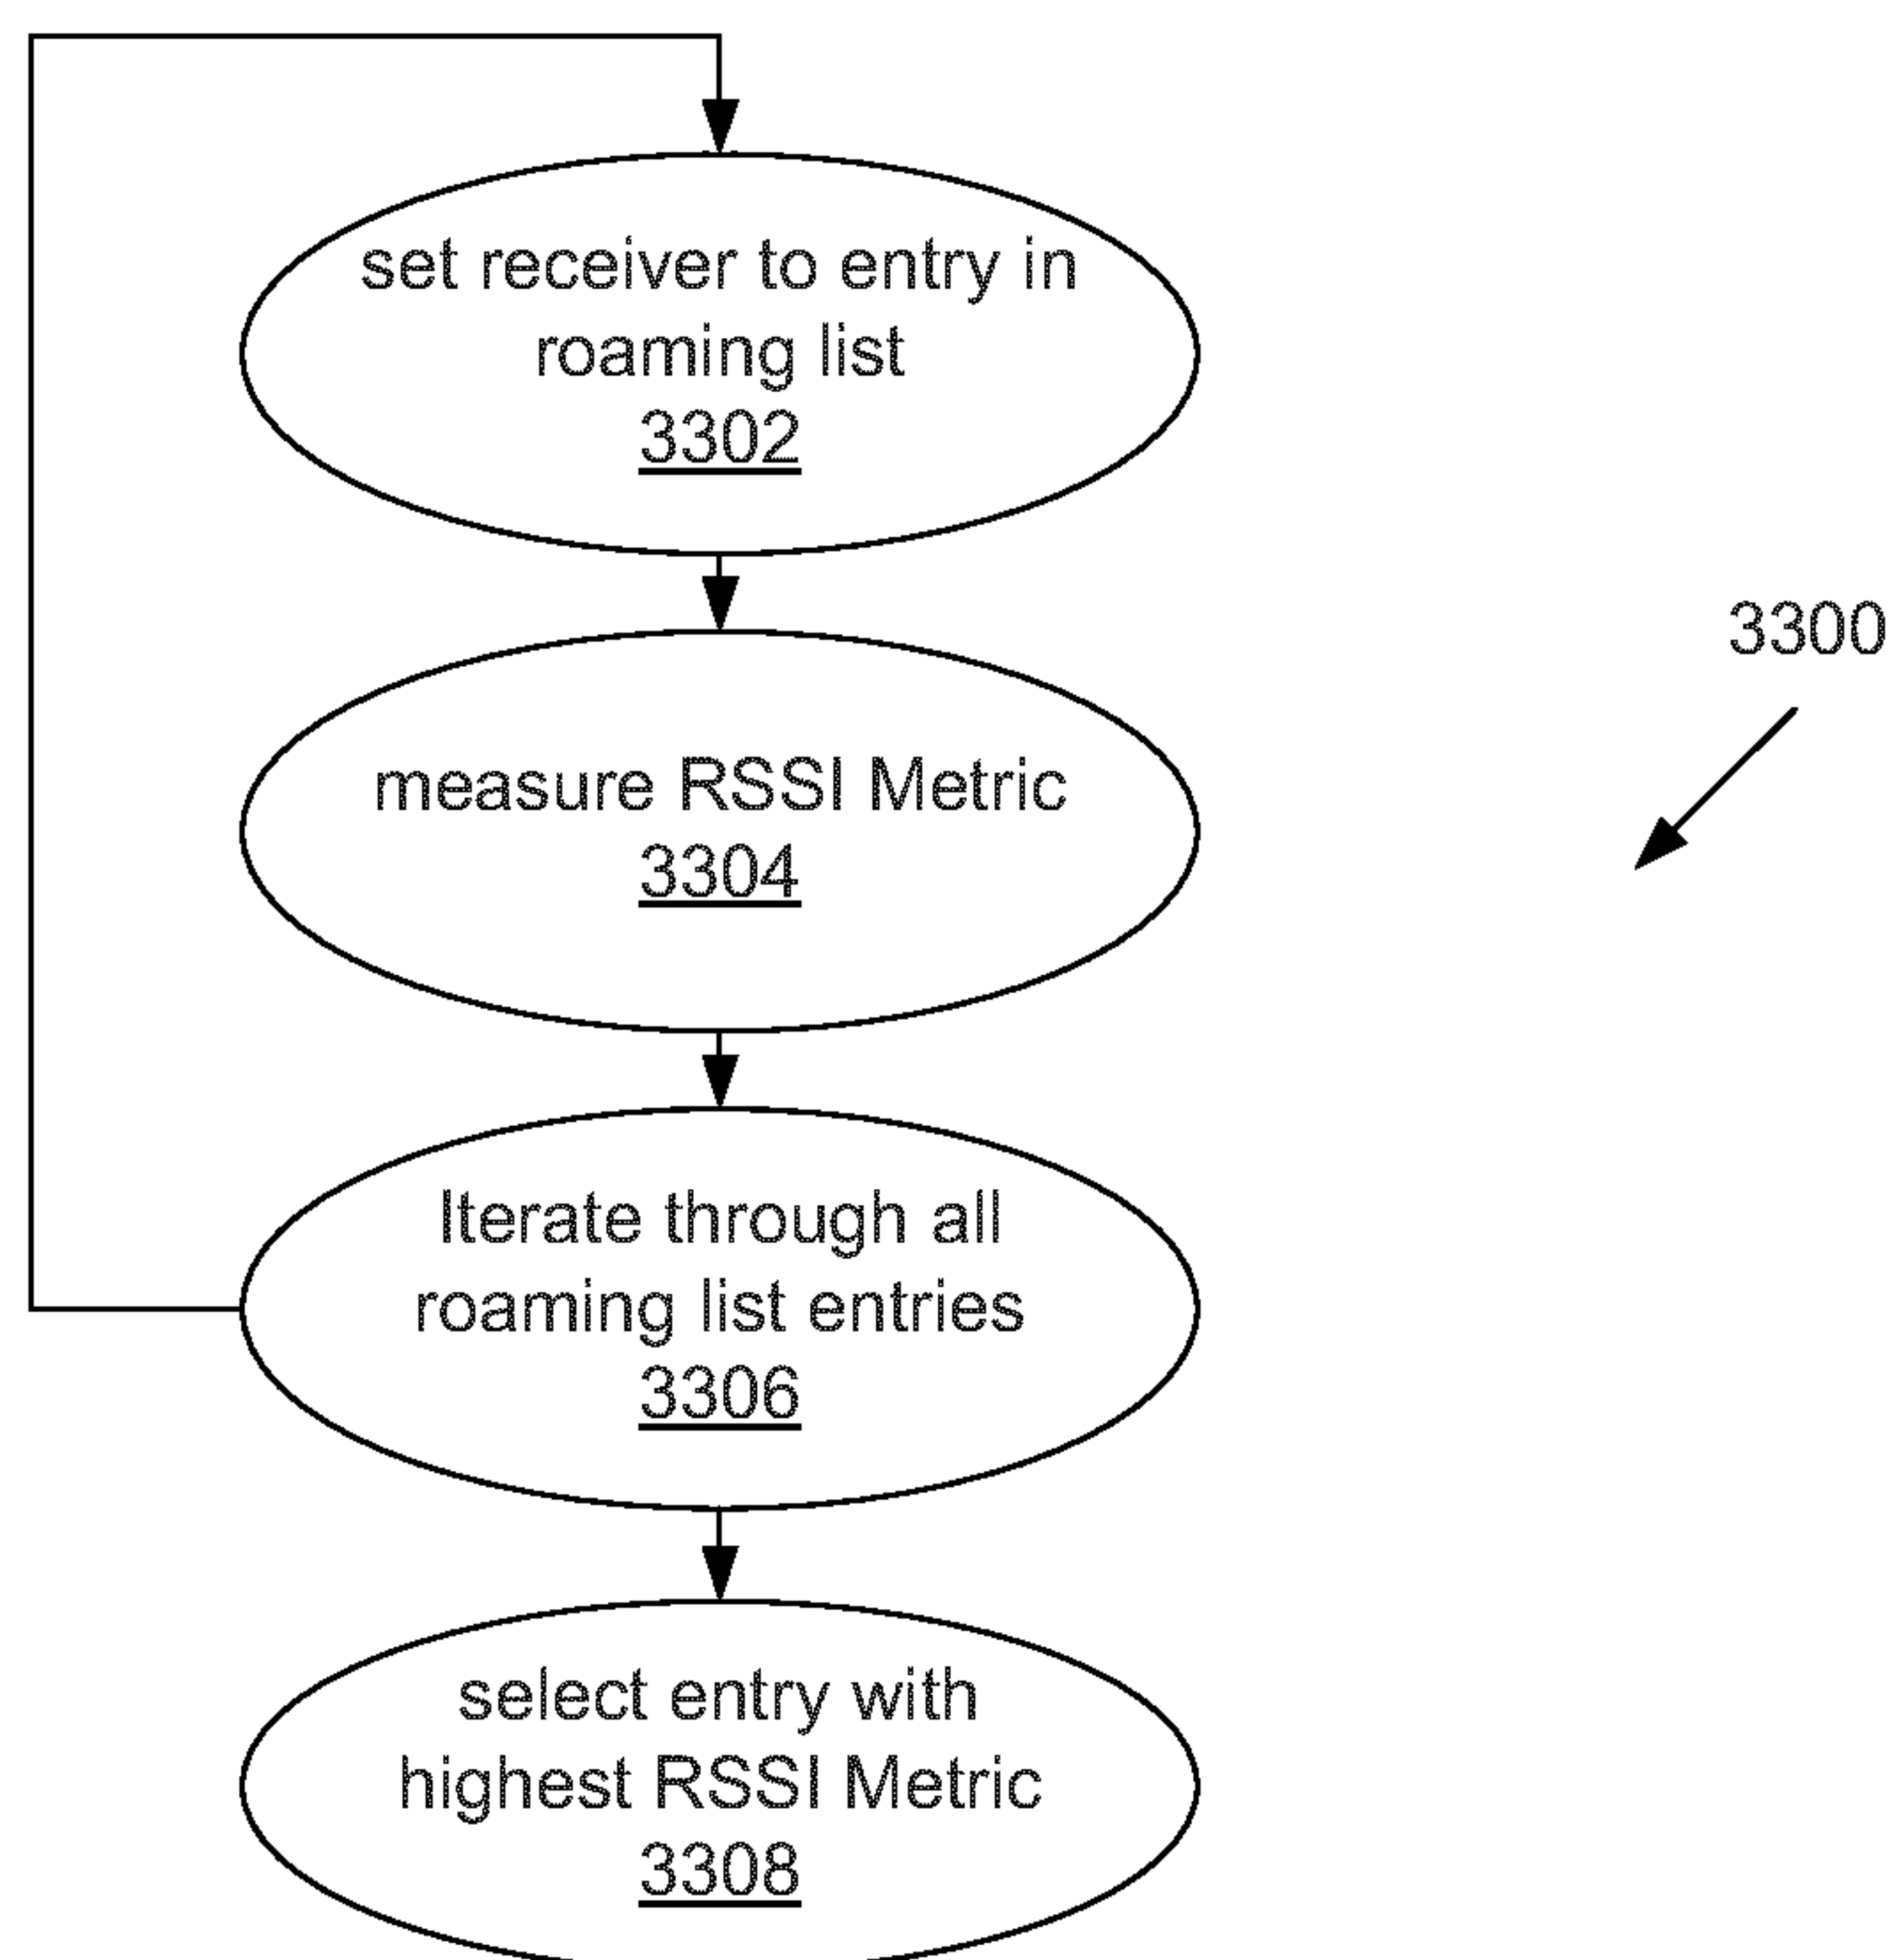 set receiver to entry in
roaming list
3302
measure RSSI Metric
3304
3300
Iterate through all
roaming list entries
3306
select entry with
highest RSSI Metric
3308